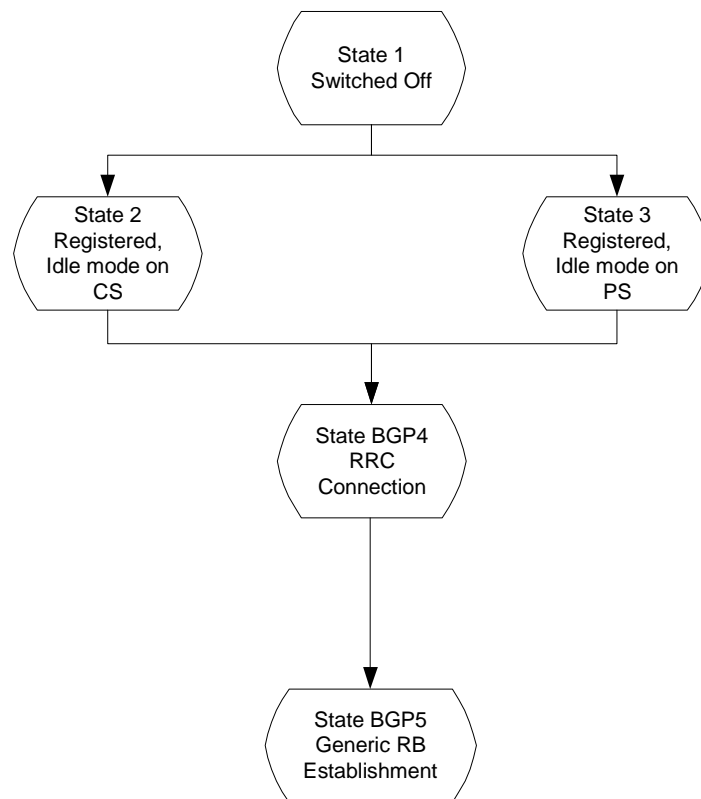 State 1
Switched Off
State 2
Registered,
Idle mode on
CS
State 3
Registered,
Idle mode on
PS
State BGP4
RRC
Connection
State BGP5
Generic RB
Establishment